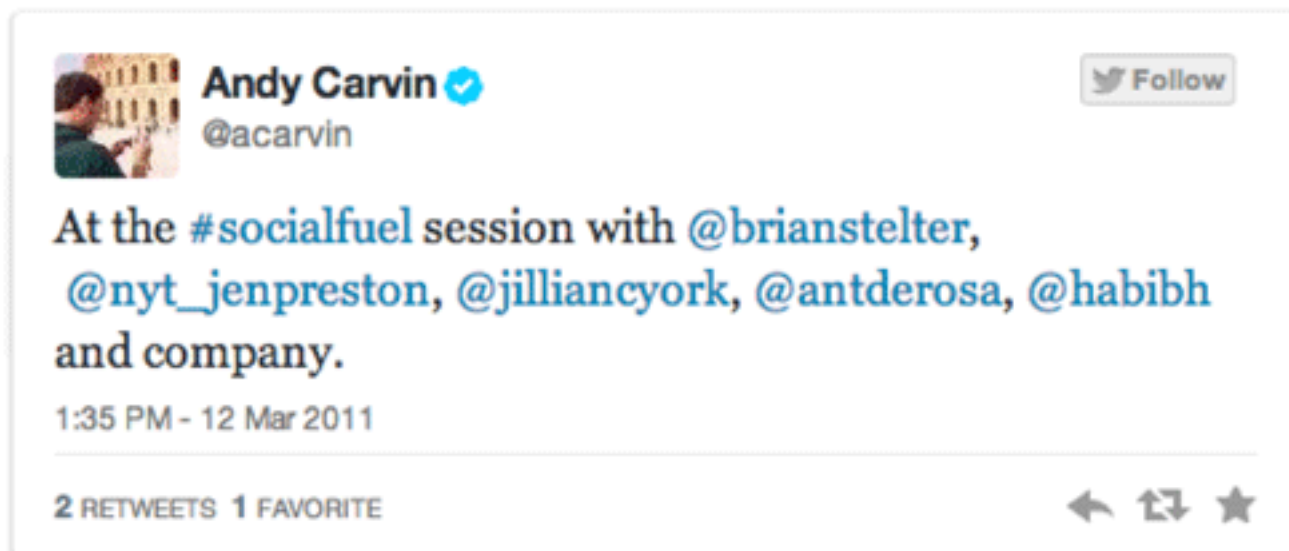 Andy Carvin
Follow
@acarvin
At the #socialfuel session with @brianstelter,
@nyt_jenpreston, @jilliancyork, @antderosa, @habibh
and company.
1:35 PM - 12 Mar 2011
2 RETWEETS 1 FAVORITE